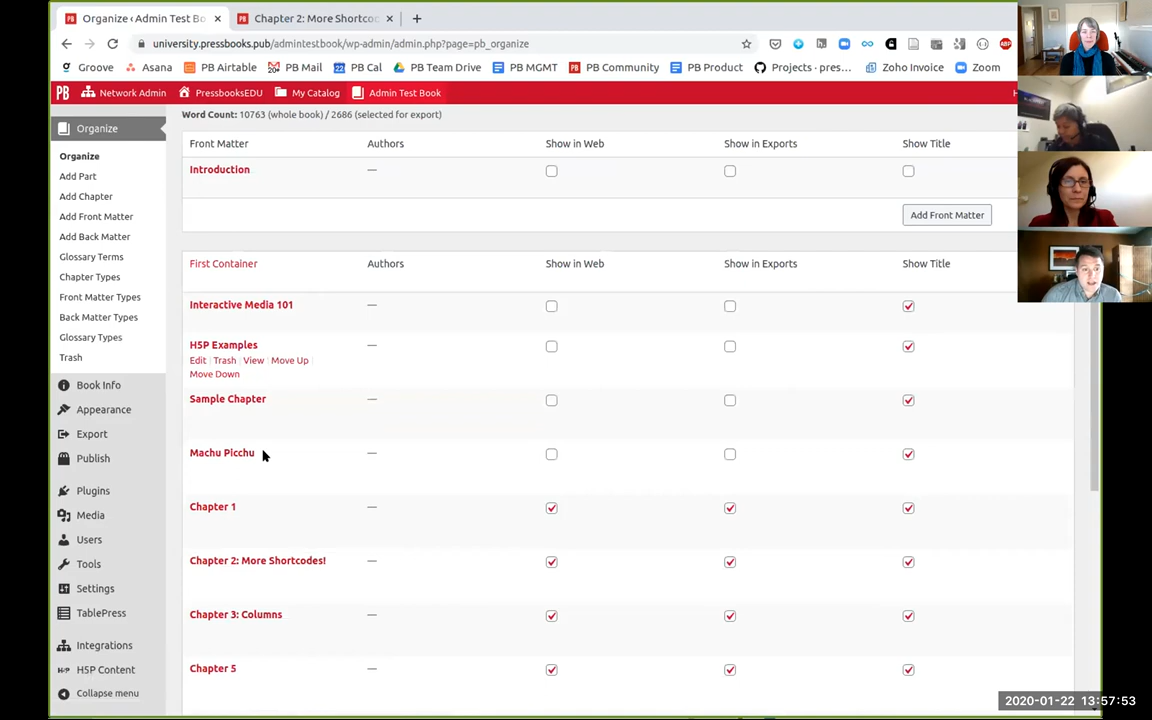 Organize ‹ Admin Test Bo
Chapter 2: More Shortcod
university.pressbooks.pub/admintestbook/wp-admin/admin.php?page=pb_organize
Groove Asana PB Airtable PB Mail PB Cal PB Team Drive PB MGMT PB Community PB Product Projects · pres... Zoho Invoice Zoom
Network Admin PressbooksEDU My Catalog Admin Test Book
Word Count: 10763 (whole book) / 2686 (selected for export)
Organize
Organize
Add Part
Add Chapter
Add Front Matter
Add Back Matter
Glossary Terms
Chapter Types
Front Matter Types
Back Matter Types
Glossary Types
Trash
Book Info
Appearance
Export
Publish
Plugins
Media
Users
Tools
Settings
TablePress
Integrations
H5P Content
Collapse menu
Front Matter Authors Show in Web Show in Exports Show Title
Introduction —
Add Front Matter
First Container Authors Show in Web Show in Exports Show Title
Interactive Media 101 —
H5P Examples —
Edit | Trash | View | Move Up |
Move Down
Sample Chapter —
Machu Picchu —
Chapter 1 —
Chapter 2: More Shortcodes! —
Chapter 3: Columns —
Chapter 5 —
2020-01-22 13:57:53